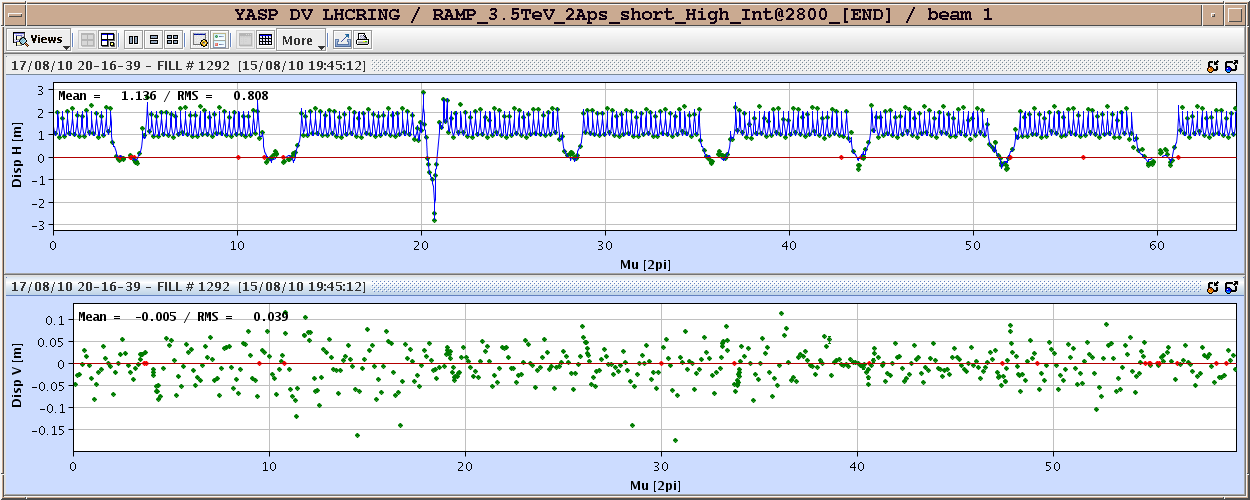 YASP DV LHCRING / RAMP_3.5TeV_2Aps_short_High_Int@2800_[END] / beam 1
Views More
17/08/10 20-16-39 - FILL # 1292 [15/08/10 19:45:12]
Mean = 1.136 / RMS = 0.808
Disp H [m]
3
2
1
0
-1
-2
-3
0 10 20 30 40 50 60
Mu [2pi]
17/08/10 20-16-39 - FILL # 1292 [15/08/10 19:45:12]
Mean = -0.005 / RMS = 0.039
Disp V [m]
0.1
0.05
0
-0.05
-0.1
-0.15
0 10 20 30 40 50
Mu [2pi]